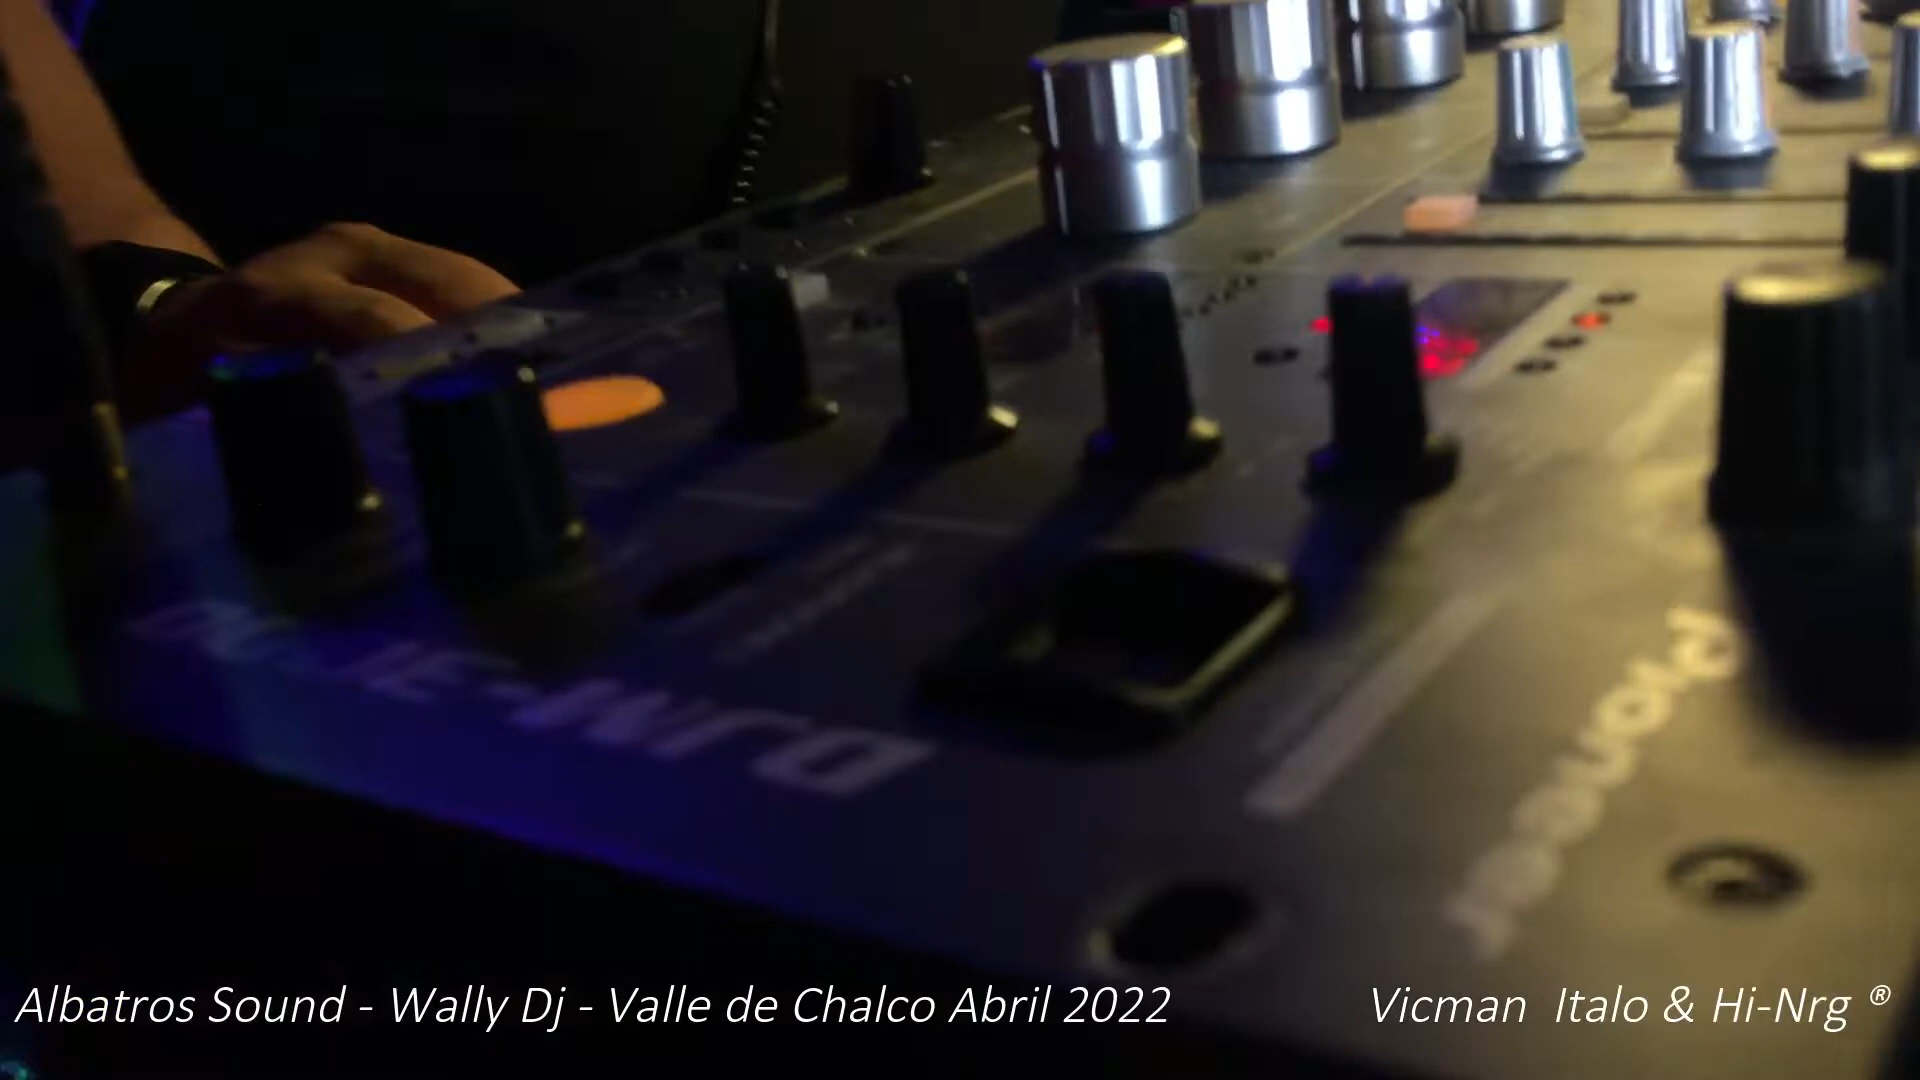 Albatros Sound - Wally Dj - Valle de Chalco Abril 2022
Vicman Italo & Hi-Nrg ®